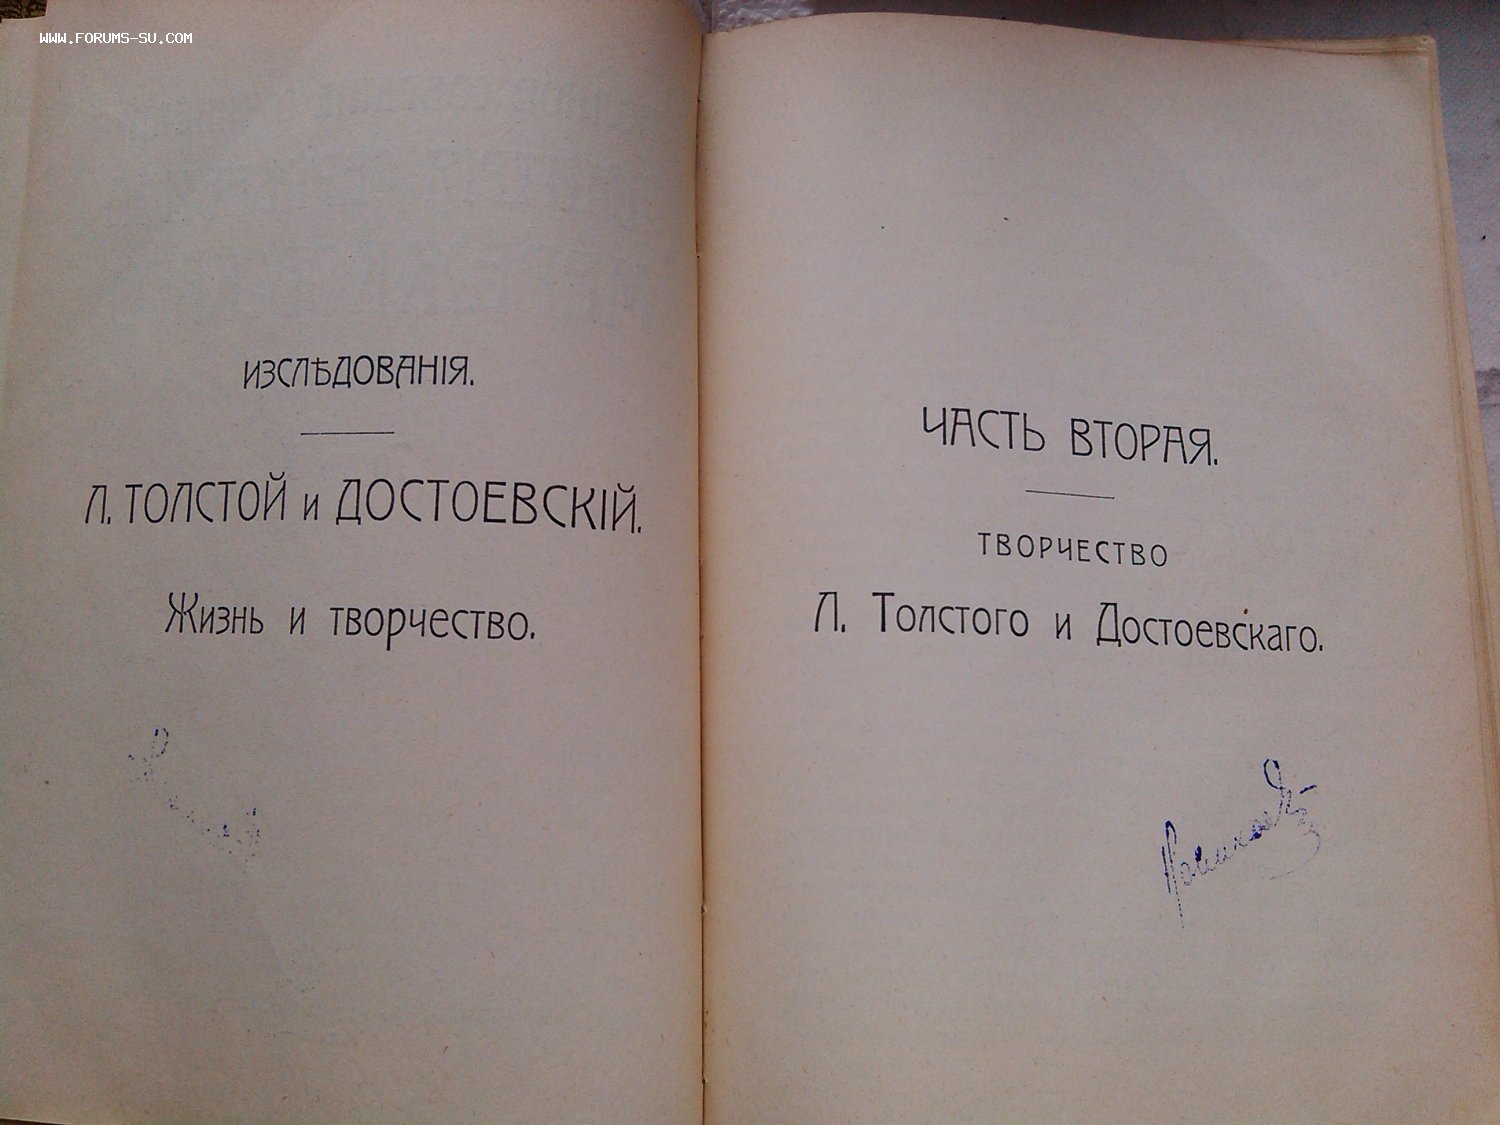 WWW.FORUMS-SU.COM
ИЗСЛѢДОВАНІЯ.
Л. ТОЛСТОЙ и ДОСТОЕВСКІЙ.
Жизнь и творчество.
ЧАСТЬ ВТОРАЯ.
ТВОРЧЕСТВО
Л. Толстого и Достоевскаго.